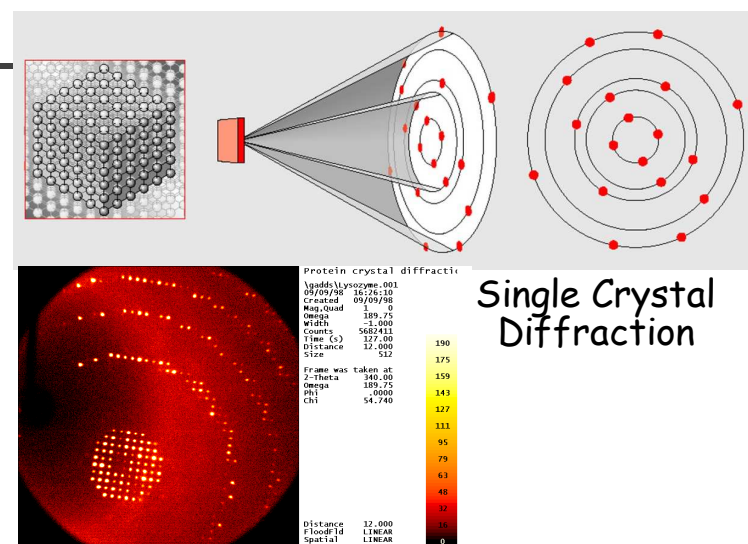 Protein crystal diffractic
\gadds\Lysozyme.001
09/09/98 16:26:10
Created 09/09/98
Mag,Quad 1 0
Omega 189.75
Width -1.000
Counts 5682411
Time (s) 127.00
Distance 12.000
Size 512
Frame was taken at
2-Theta 340.00
Omega 189.75
Phi .0000
Chi 54.740
Distance 12.000
FloodFld LINEAR
Spatial LINEAR
190
175
159
143
127
111
95
79
63
48
32
16
0
Single Crystal
Diffraction